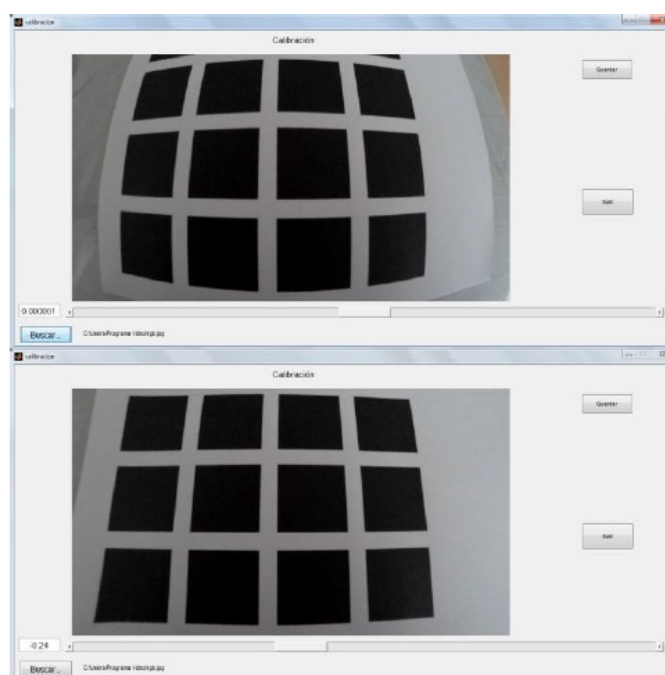 calibracion
Calibración
Guardar
Salir
0.000001
Buscar..
calibracion
Calibración
Guardar
Salir
-0.24
Buscar..